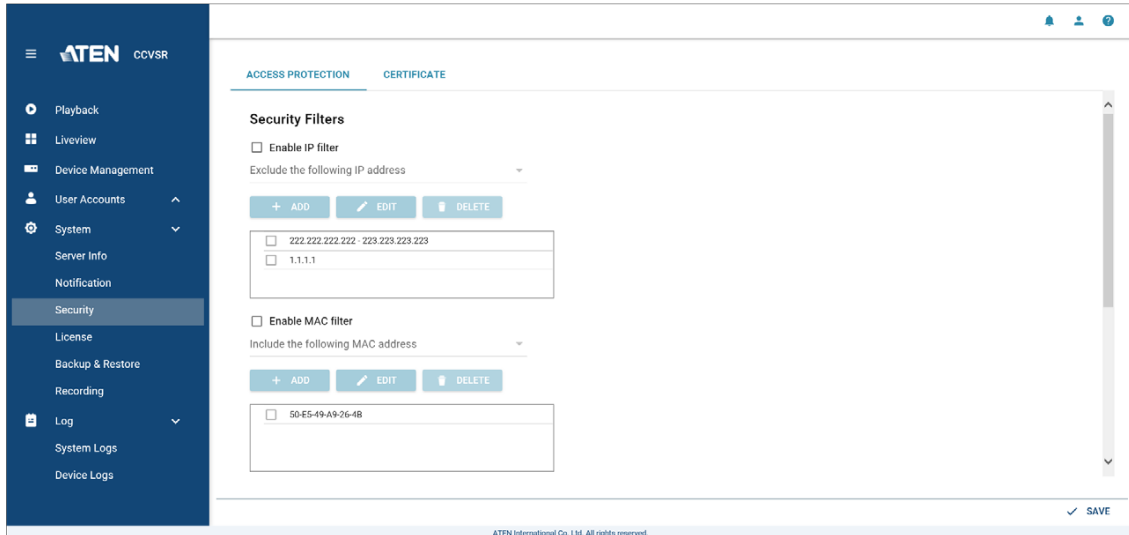 ATEN CCVSR
Playback
Liveview
Device Management
User Accounts
System
Server Info
Notification
Security
License
Backup & Restore
Recording
Log
System Logs
Device Logs
ACCESS PROTECTION CERTIFICATE
Security Filters
Enable IP filter
Exclude the following IP address
+ ADD EDIT DELETE
222.222.222.222 - 223.223.223.223
1.1.1.1
Enable MAC filter
Include the following MAC address
+ ADD EDIT DELETE
50-E5-49-A9-26-4B
SAVE
ATEN International Co. Ltd. All rights reserved.